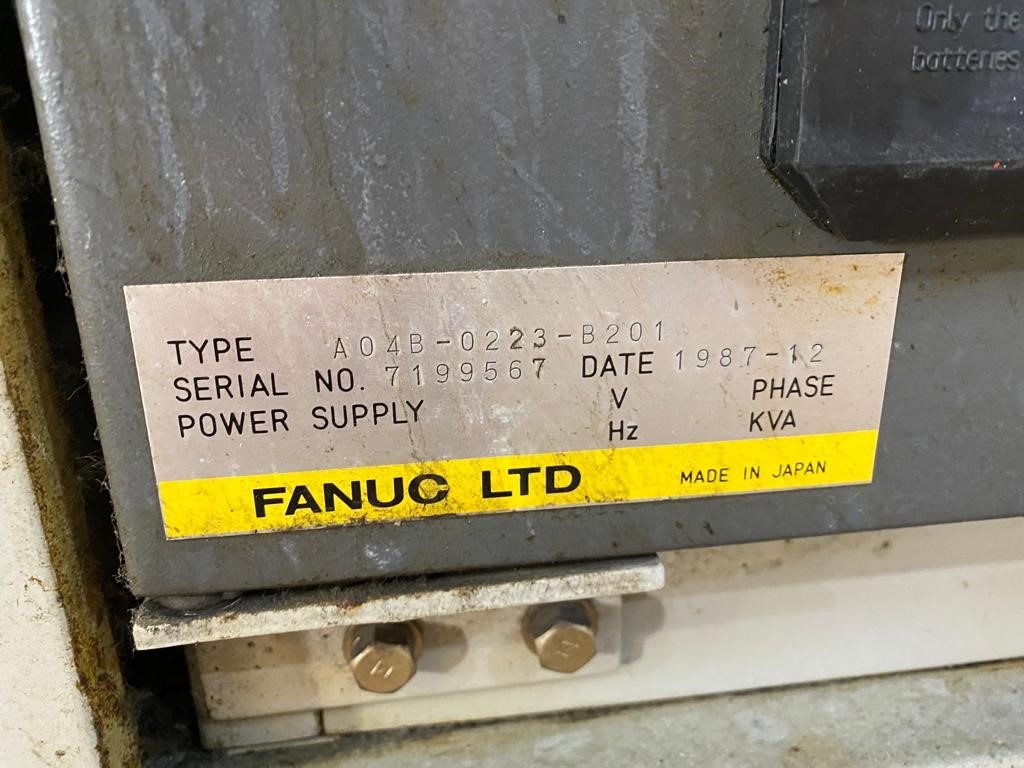 Only the
batteries
TYPE A04B-0223-B201
SERIAL NO. 7199567 DATE 1987-12
POWER SUPPLY V PHASE
Hz KVA
FANUC LTD MADE IN JAPAN